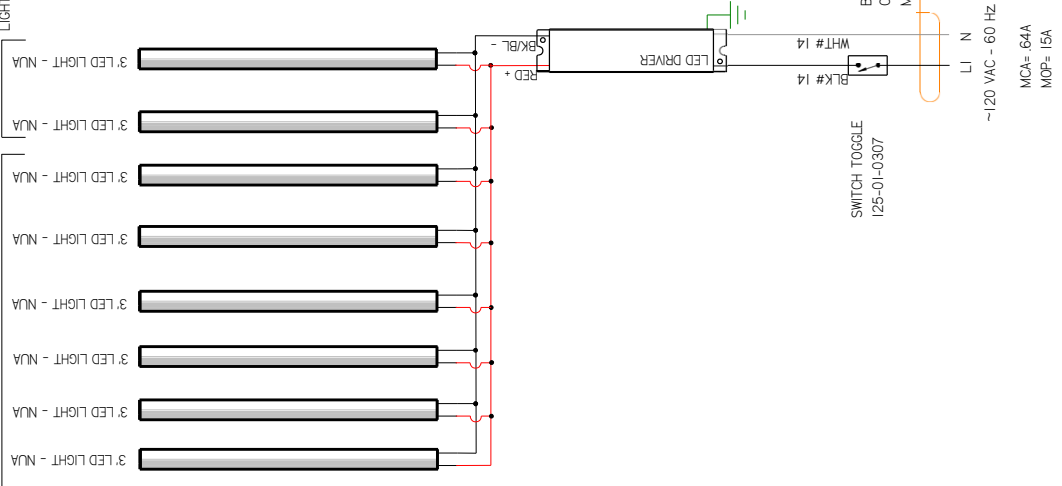 LIGHT
3' LED LIGHT - NUA
3' LED LIGHT - NUA
3' LED LIGHT - NUA
3' LED LIGHT - NUA
3' LED LIGHT - NUA
3' LED LIGHT - NUA
3' LED LIGHT - NUA
3' LED LIGHT - NUA
BK/BL -
RED +
LED DRIVER
WHT #14
BLK #14
SWITCH TOGGLE
125-01-0307
B
C
M
N
L1
~120 VAC - 60 Hz
MCA= .64A
MOP= 15A